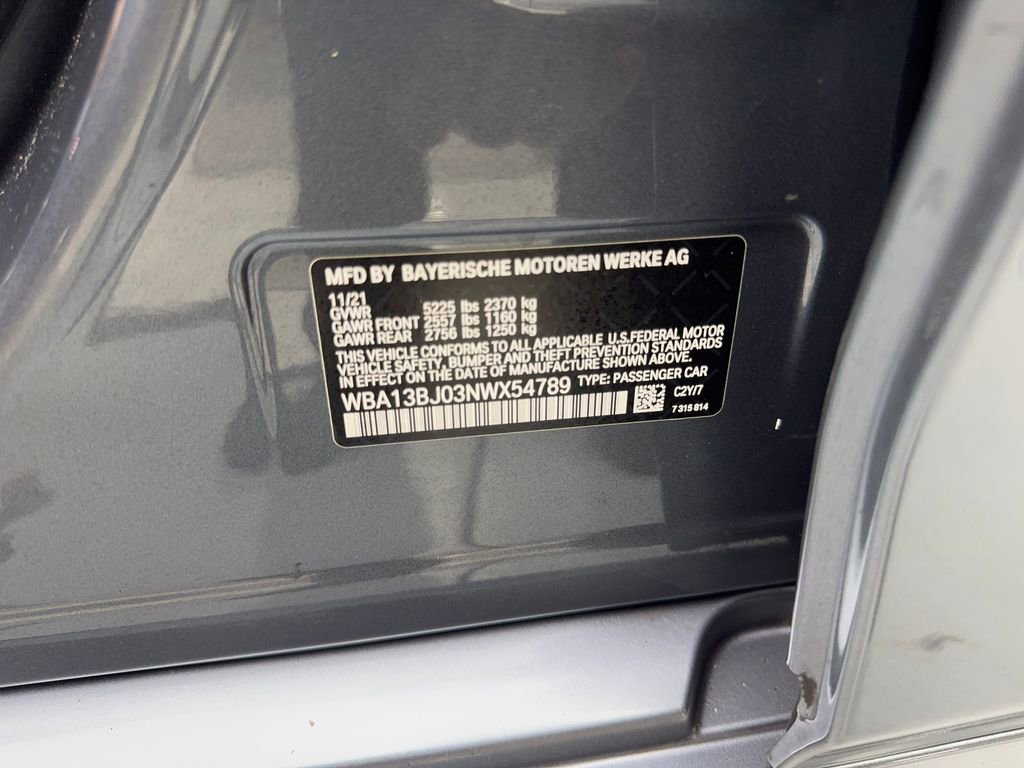 MFD BY BAYERISCHE MOTOREN WERKE AG
11/21
GVWR 5225 lbs 2370 kg
GAWR FRONT 2557 lbs 1160 kg
GAWR REAR 2756 lbs 1250 kg
THIS VEHICLE CONFORMS TO ALL APPLICABLE U.S.FEDERAL MOTOR
VEHICLE SAFETY, BUMPER AND THEFT PREVENTION STANDARDS
IN EFFECT ON THE DATE OF MANUFACTURE SHOWN ABOVE.
WBA13BJ03NWX54789 TYPE: PASSENGER CAR
C2Y/7
7 315 814